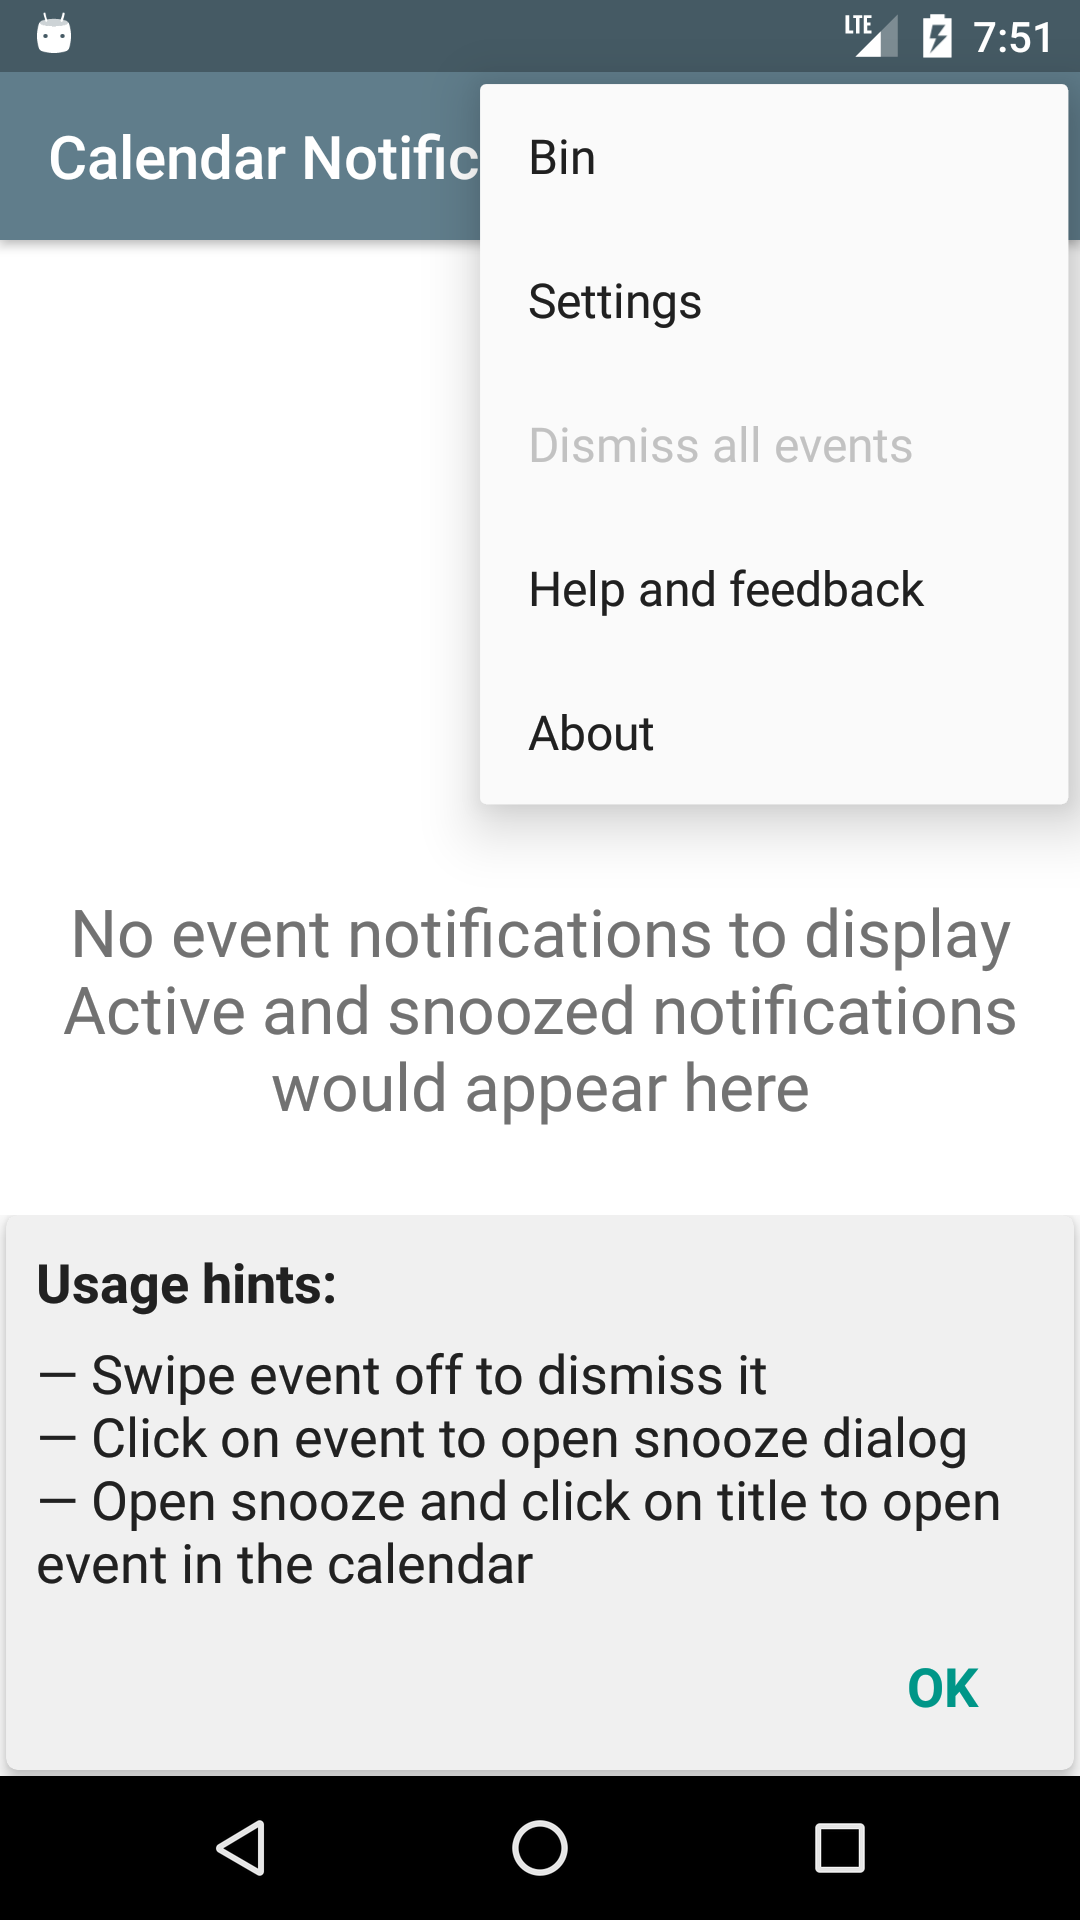 LTE 7:51
Calendar Notific
Bin
Settings
Dismiss all events
Help and feedback
About
No event notifications to display
Active and snoozed notifications
would appear here
Usage hints:
— Swipe event off to dismiss it
— Click on event to open snooze dialog
— Open snooze and click on title to open
event in the calendar
OK